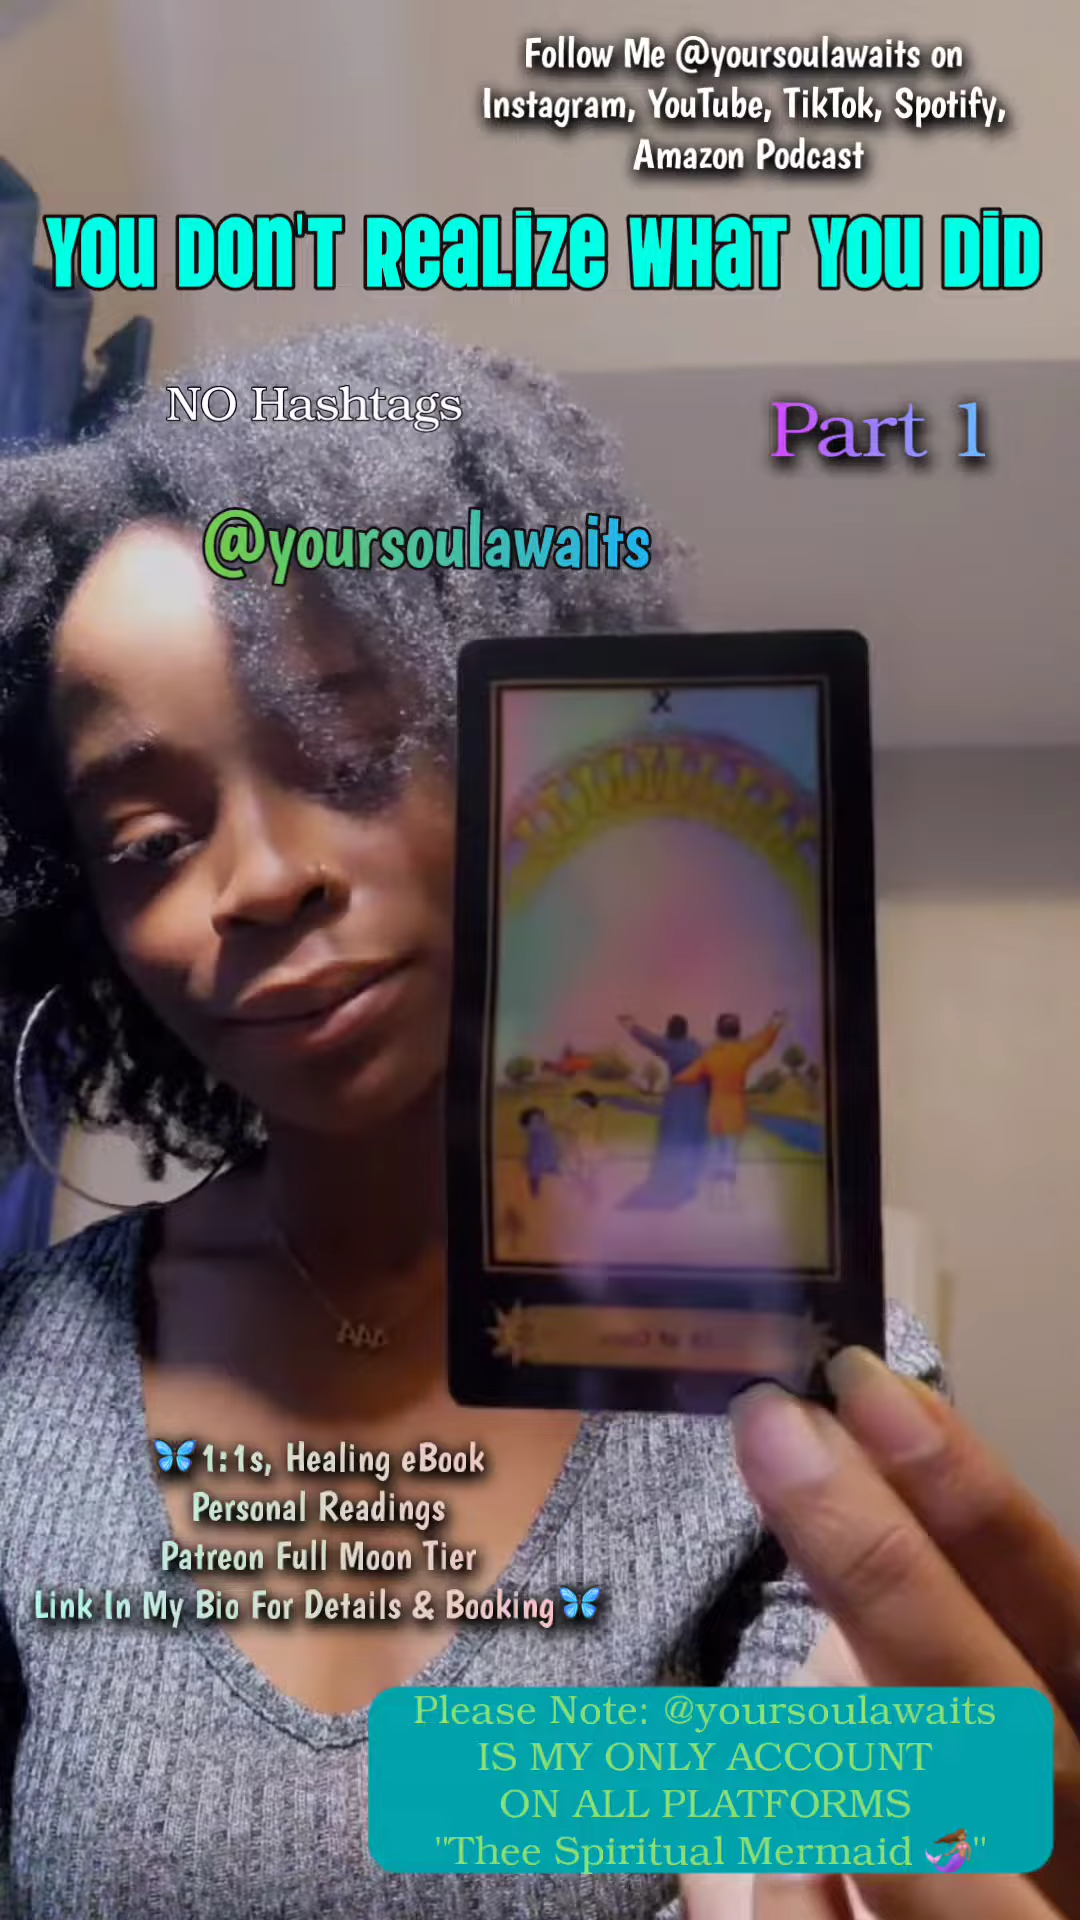 Follow Me @yoursoulawaits on
Instagram, YouTube, TikTok, Spotify,
Amazon Podcast
YOU DON'T REALIZE WHAT YOU DID
NO Hashtags
Part 1
@yoursoulawaits
X
🦋1:1s, Healing eBook
Personal Readings
Patreon Full Moon Tier
Link In My Bio For Details & Booking🦋
Please Note: @yoursoulawaits
IS MY ONLY ACCOUNT
ON ALL PLATFORMS
"Thee Spiritual Mermaid 🧜🏾‍♀️"